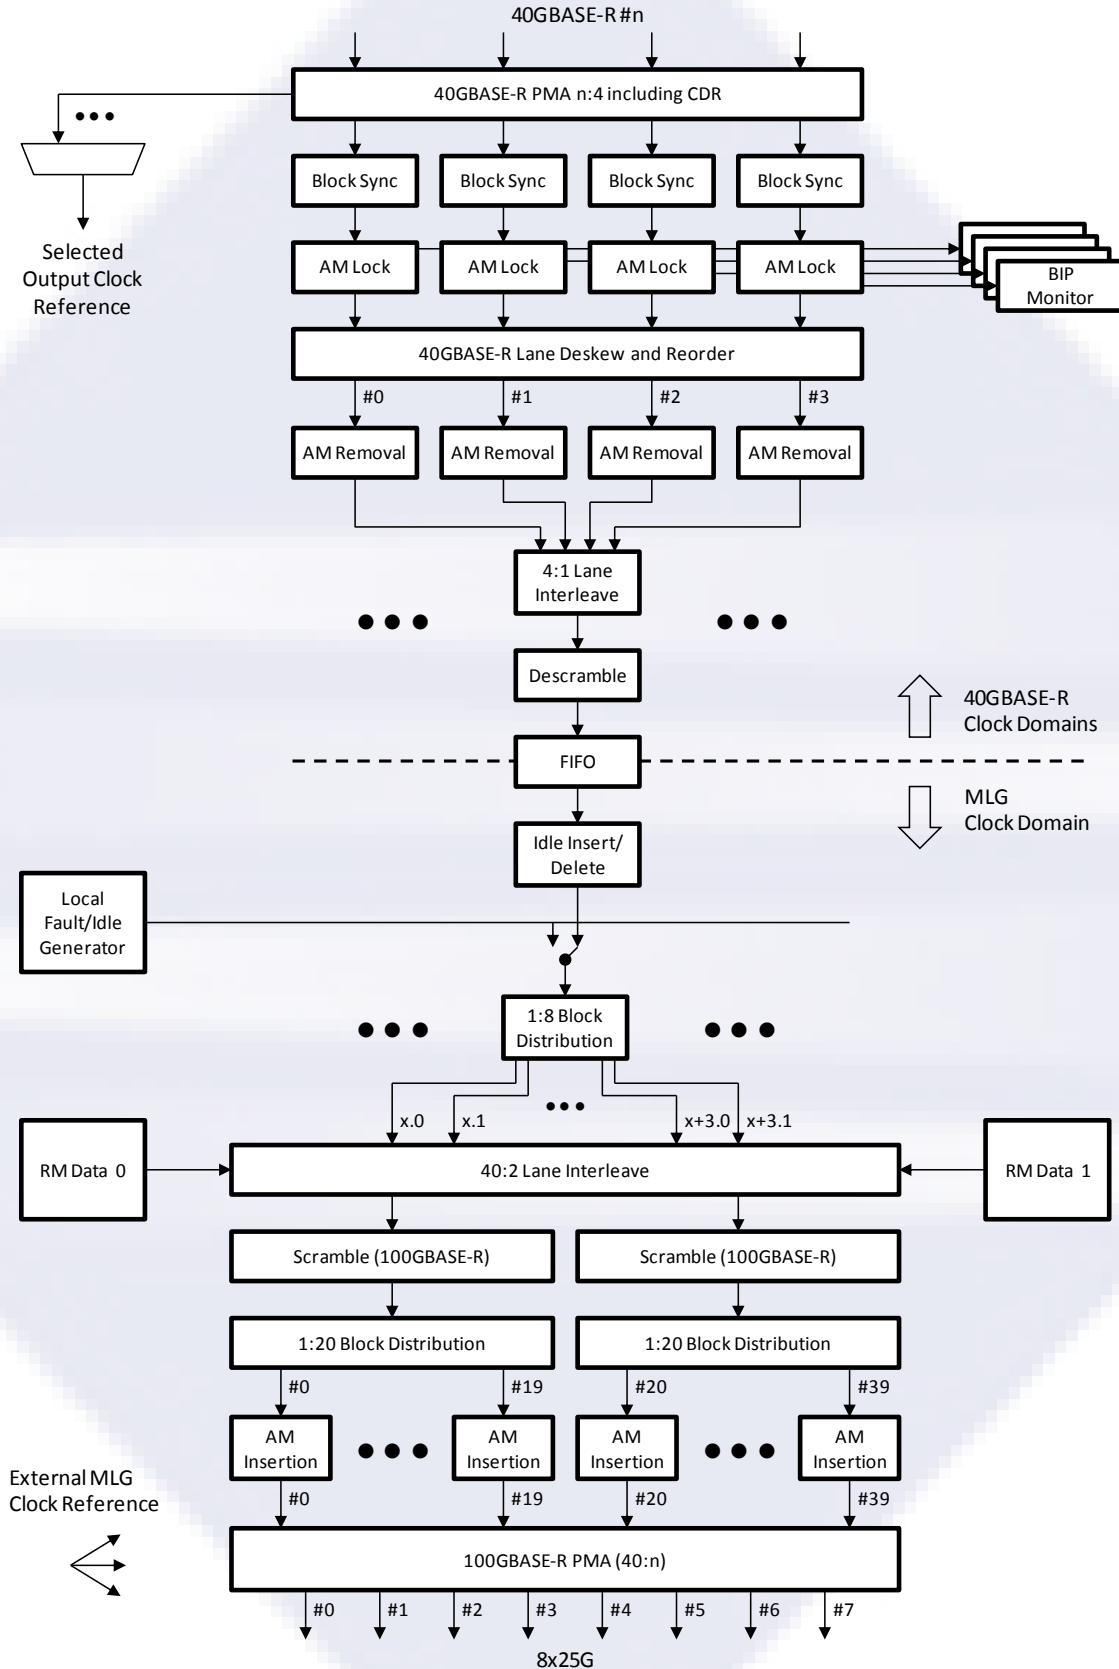 40GBASE-R #n
40GBASE-R PMA n:4 including CDR
Block Sync
Block Sync
Block Sync
Block Sync
Selected
Output Clock
Reference
AM Lock
AM Lock
AM Lock
AM Lock
BIP
Monitor
40GBASE-R Lane Deskew and Reorder
#0
#1
#2
#3
AM Removal
AM Removal
AM Removal
AM Removal
4:1 Lane
Interleave
Descramble
40GBASE-R
Clock Domains
FIFO
MLG
Clock Domain
Idle Insert/
Delete
Local
Fault/Idle
Generator
1:8 Block
Distribution
x.0
x.1
x+3.0
x+3.1
RM Data 0
40:2 Lane Interleave
RM Data 1
Scramble (100GBASE-R)
Scramble (100GBASE-R)
1:20 Block Distribution
1:20 Block Distribution
#0
#19
#20
#39
AM
Insertion
AM
Insertion
AM
Insertion
AM
Insertion
External MLG
Clock Reference
#0
#19
#20
#39
100GBASE-R PMA (40:n)
#0
#1
#2
#3
#4
#5
#6
#7
8x25G